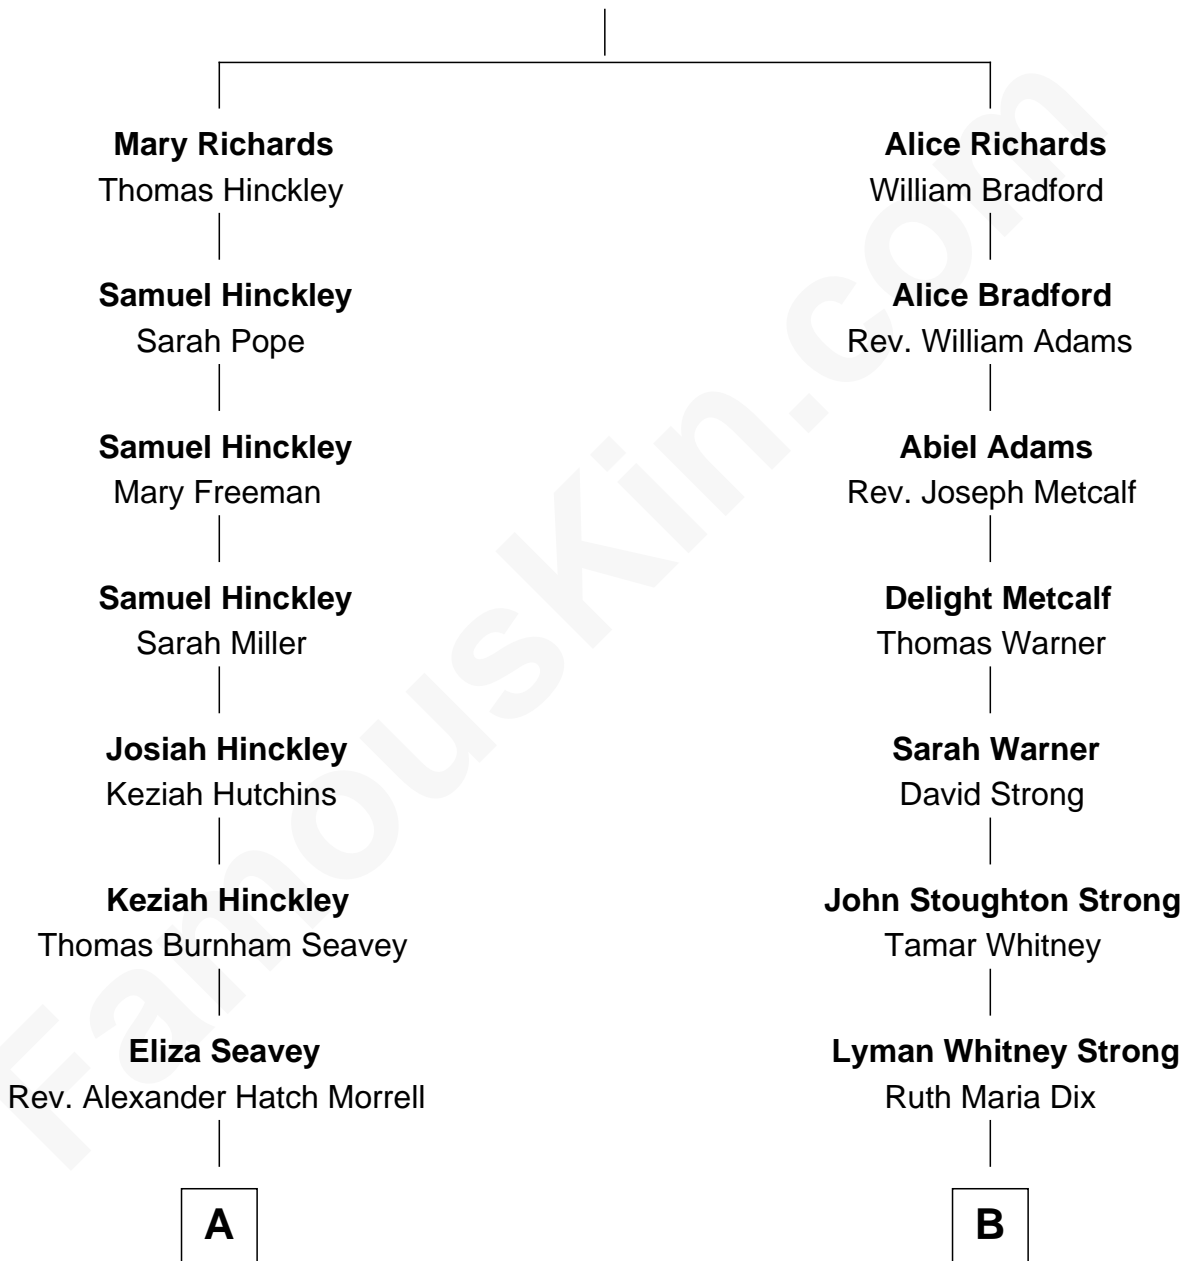 Mary Richards
Thomas Hinckley
Alice Richards
William Bradford
Samuel Hinckley
Sarah Pope
Alice Bradford
Rev. William Adams
Samuel Hinckley
Mary Freeman
Abiel Adams
Rev. Joseph Metcalf
Samuel Hinckley
Sarah Miller
Delight Metcalf
Thomas Warner
Josiah Hinckley
Keziah Hutchins
Sarah Warner
David Strong
Keziah Hinckley
Thomas Burnham Seavey
John Stoughton Strong
Tamar Whitney
Eliza Seavey
Rev. Alexander Hatch Morrell
Lyman Whitney Strong
Ruth Maria Dix
A
B
FamousKin.com